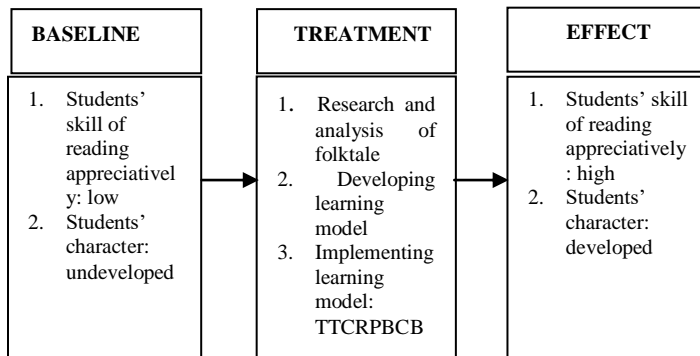 BASELINE
1. Students'
skill of
reading
appreciativel
y: low
2. Students'
character:
undeveloped
TREATMENT
1. Research and
analysis of
folktale
2. Developing
learning
model
3. Implementing
learning
model:
TTCRPBCB
EFFECT
1. Students' skill
of reading
appreciatively
: high
2. Students'
character:
developed